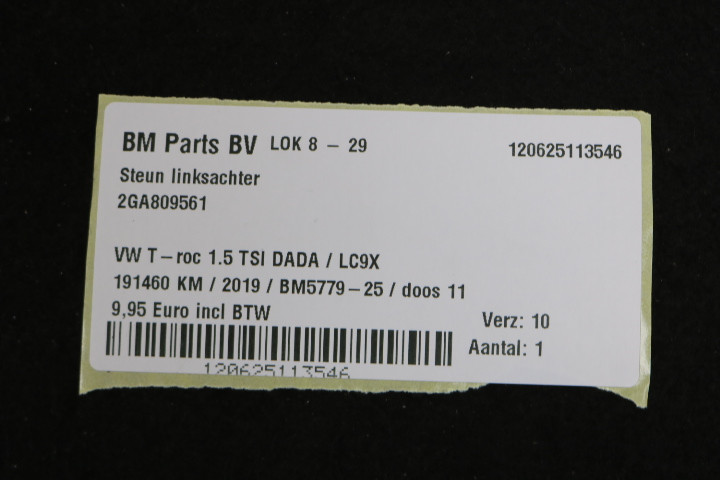 BM Parts BV LOK 8 - 29 120625113546
Steun linksachter
2GA809561
VW T-roc 1.5 TSI DADA / LC9X
191460 KM / 2019 / BM5779-25 / doos 11
9,95 Euro incl BTW Verz: 10
Aantal: 1
120625113546